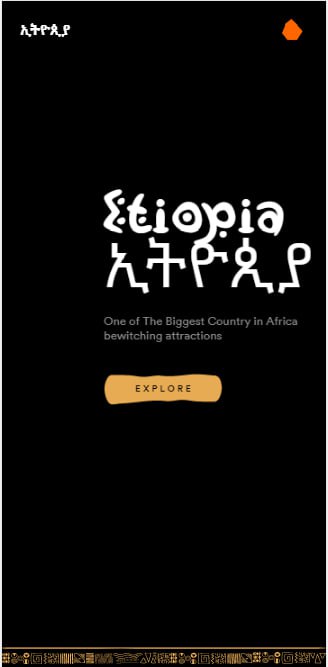 ኢትዮጲያ
Etiopia
ኢትዮጲያ
One of The Biggest Country in Africa
bewitching attractions
EXPLORE